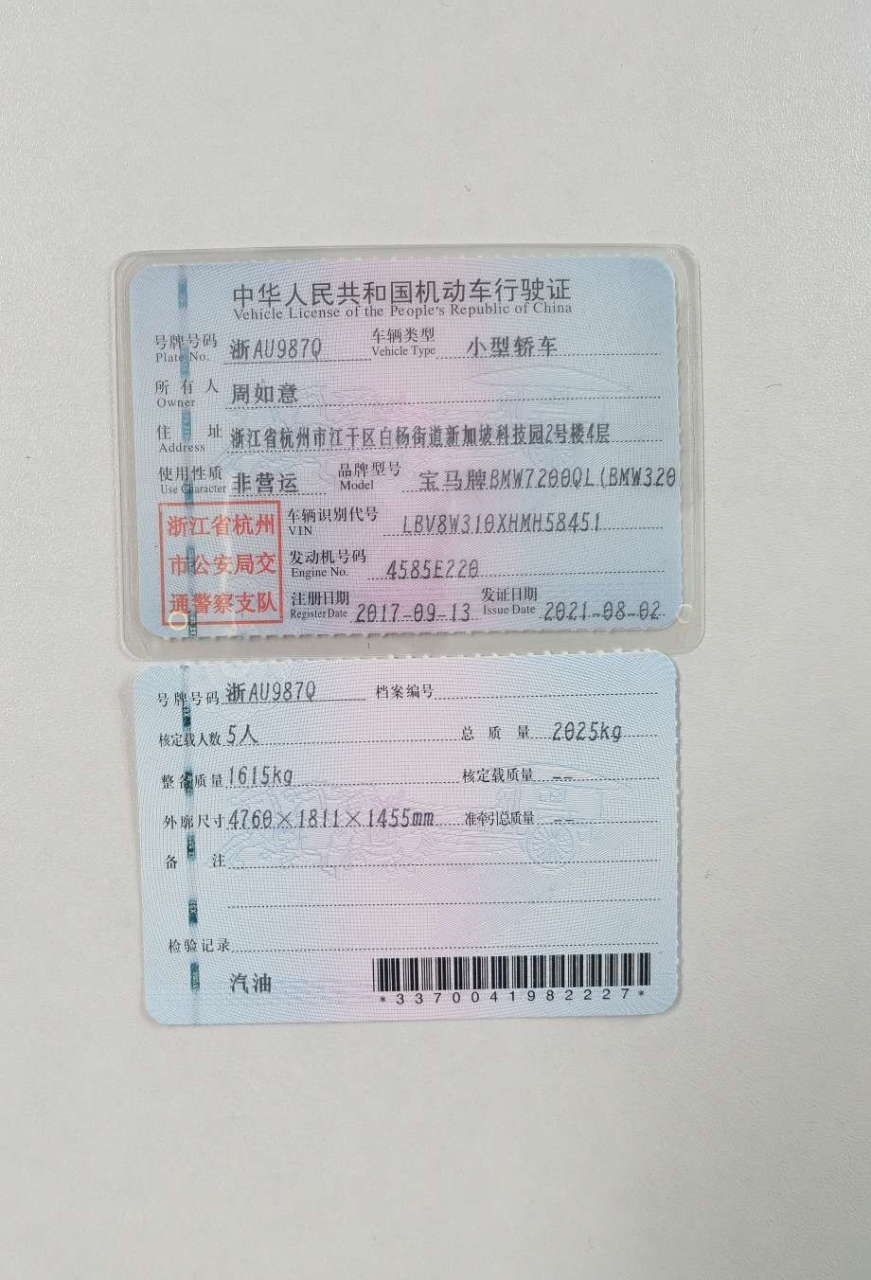 中华人民共和国机动车行驶证
Vehicle License of the People's Republic of China
号牌号码 Plate No. 浙AU987Q 车辆类型 Vehicle Type 小型轿车
所有人 Owner 周如意
住址 Address 浙江省杭州市江干区白杨街道新加坡科技园2号楼4层
使用性质 Use Character 非营运 品牌型号 Model 宝马牌BMW7200QL(BMW320
浙江省杭州 车辆识别代号 VIN LBV8W310XHMH58451
市公安局交 发动机号码 Engine No. 4585E220
通警察支队 注册日期 Register Date 2017-09-13 发证日期 Issue Date 2021-08-02
号牌号码 浙AU987Q 档案编号
核定载人数 5人 总质量 2025kg
整备质量 1615kg 核定载质量 --
外廓尺寸 4760×1811×1455mm 准牵引总质量 --
备注
检验记录
汽油
*3370041982227*